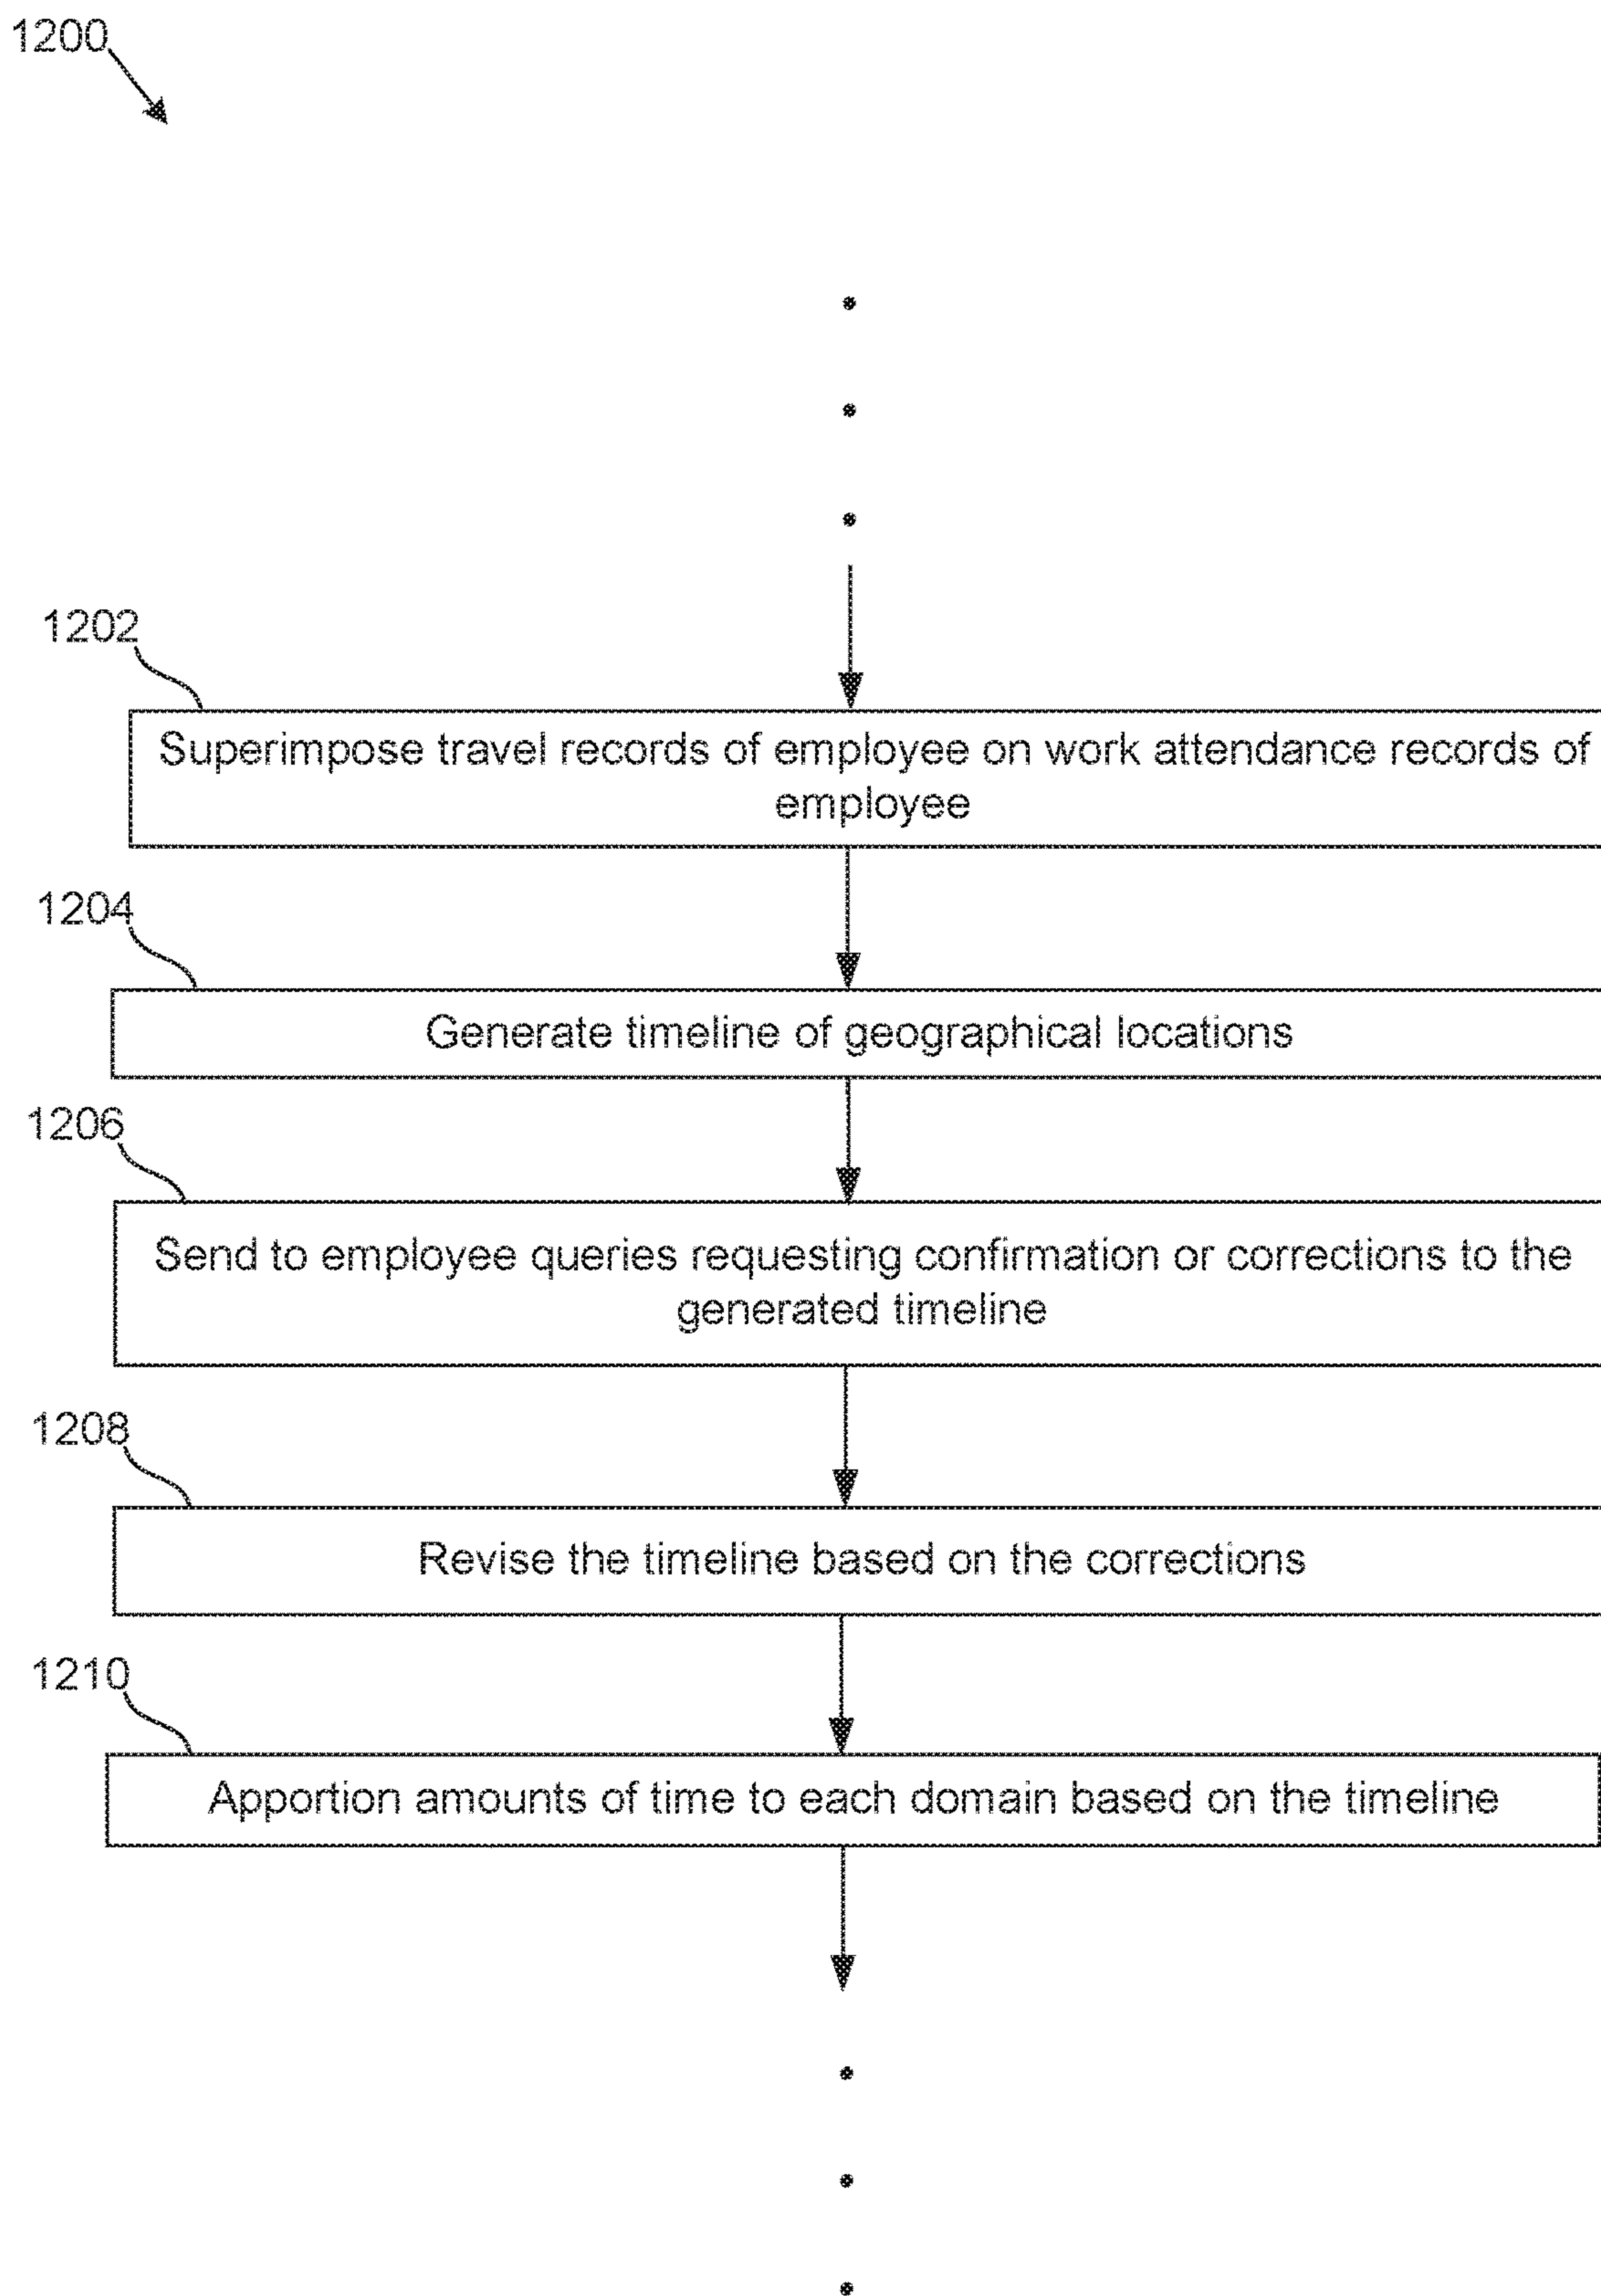 1200
1202
Superimpose travel records of employee on work attendance records of
employee
1204
Generate timeline of geographical locations
1206
Send to employee queries requesting confirmation or corrections to the
generated timeline
1208
Revise the timeline based on the corrections
1210
Apportion amounts of time to each domain based on the timeline